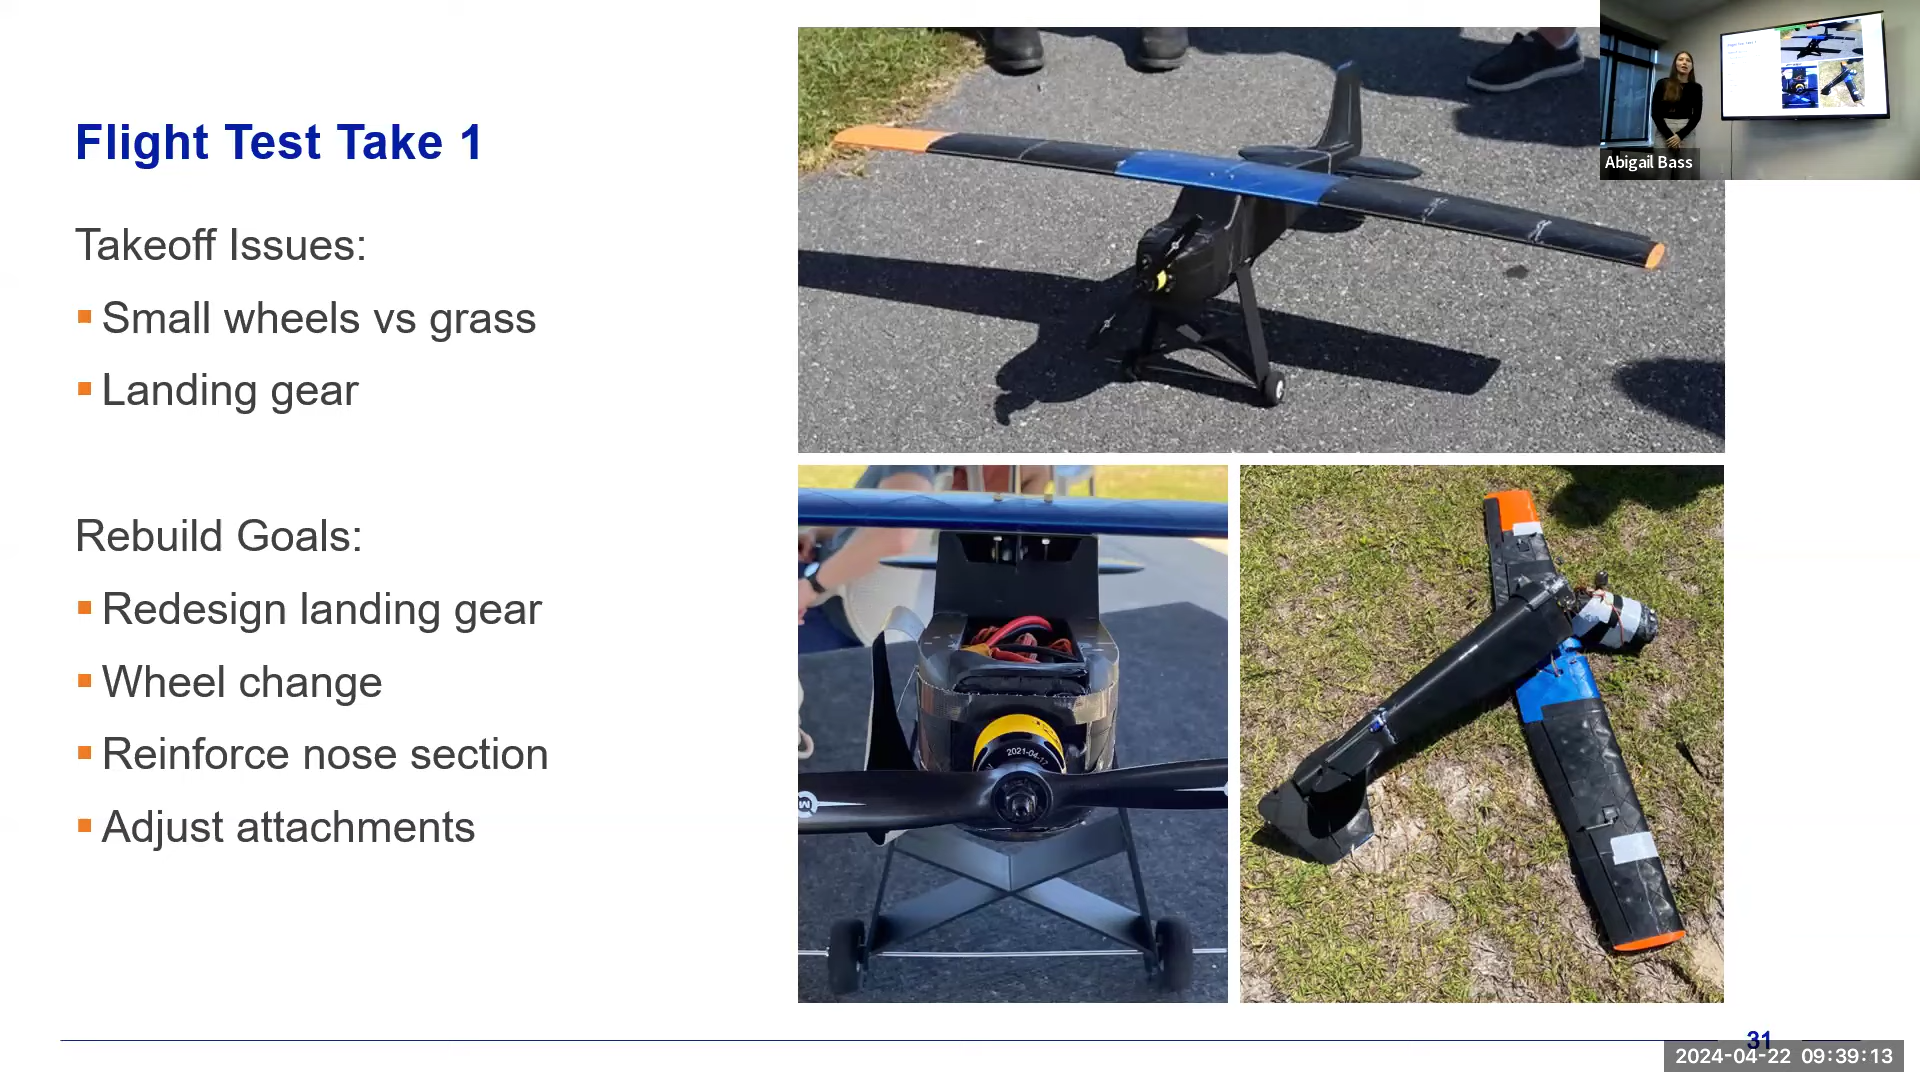 Flight Test Take 1
Takeoff Issues:
Small wheels vs grass
Landing gear
Rebuild Goals:
Redesign landing gear
Wheel change
Reinforce nose section
Adjust attachments
2021-04-17
M
Abigail Bass
31
2024-04-22 09:39:13